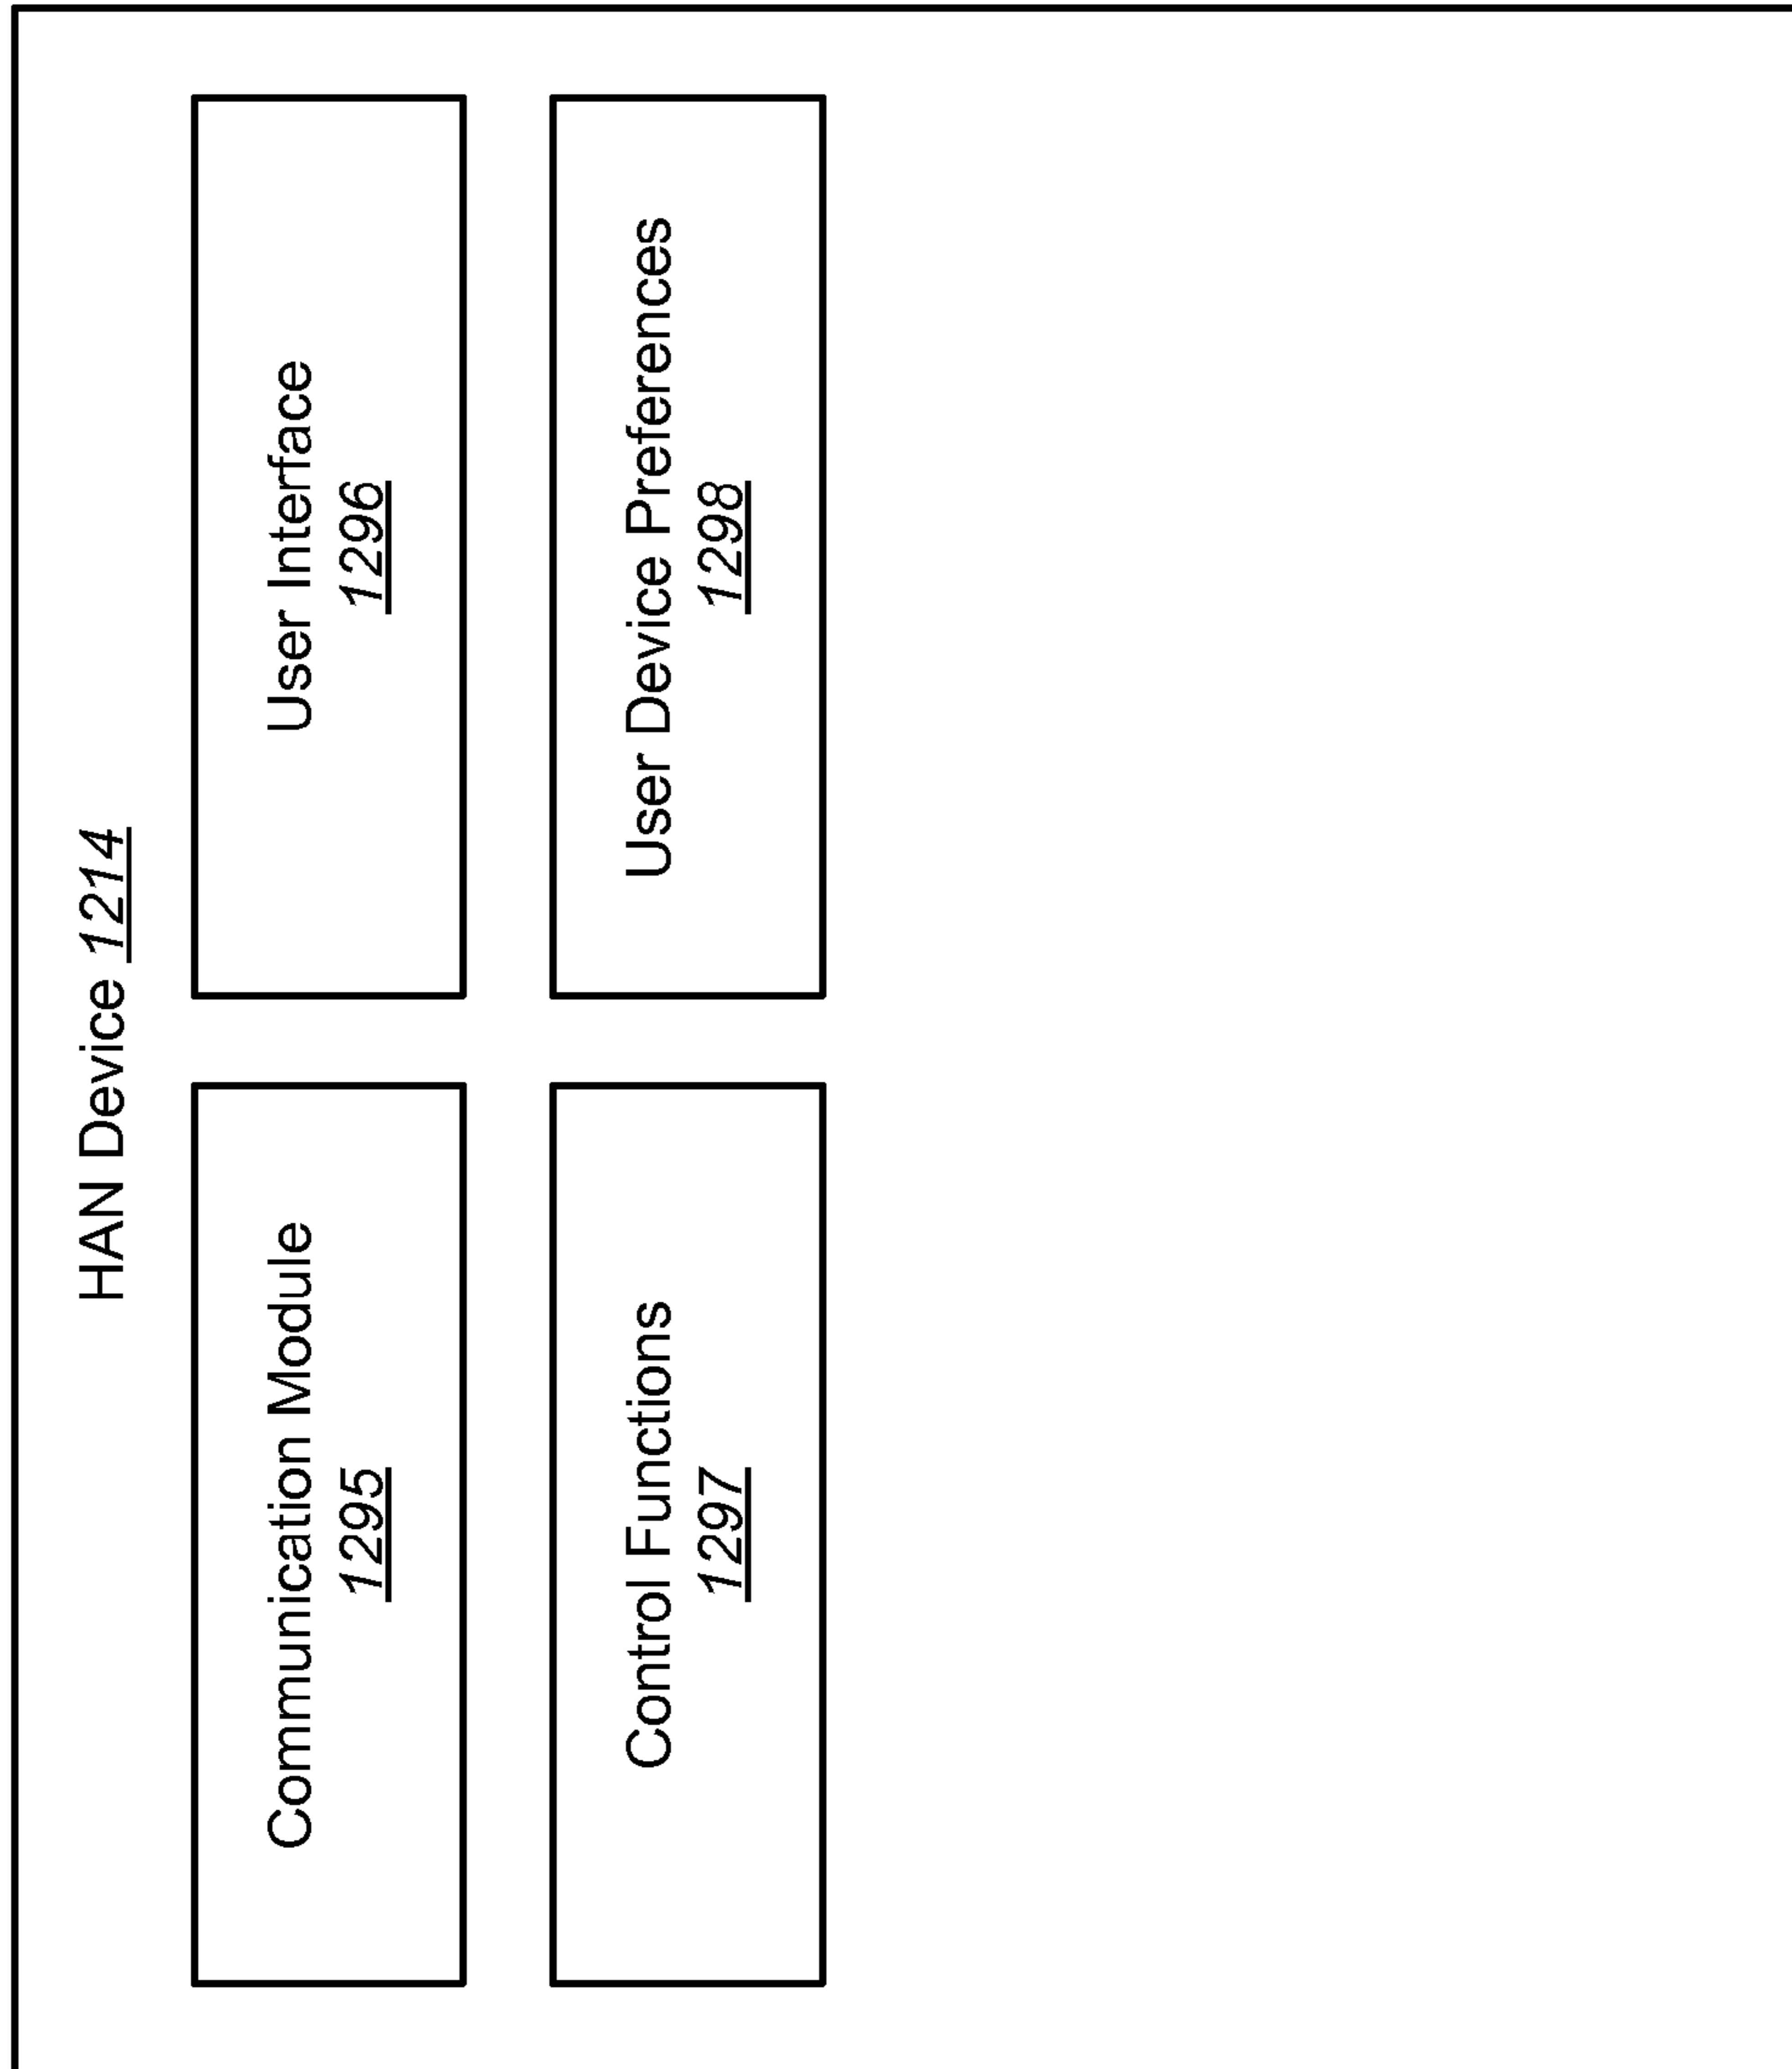 HAN Device 1214
Communication Module
1295
User Interface
1296
Control Functions
1297
User Device Preferences
1298